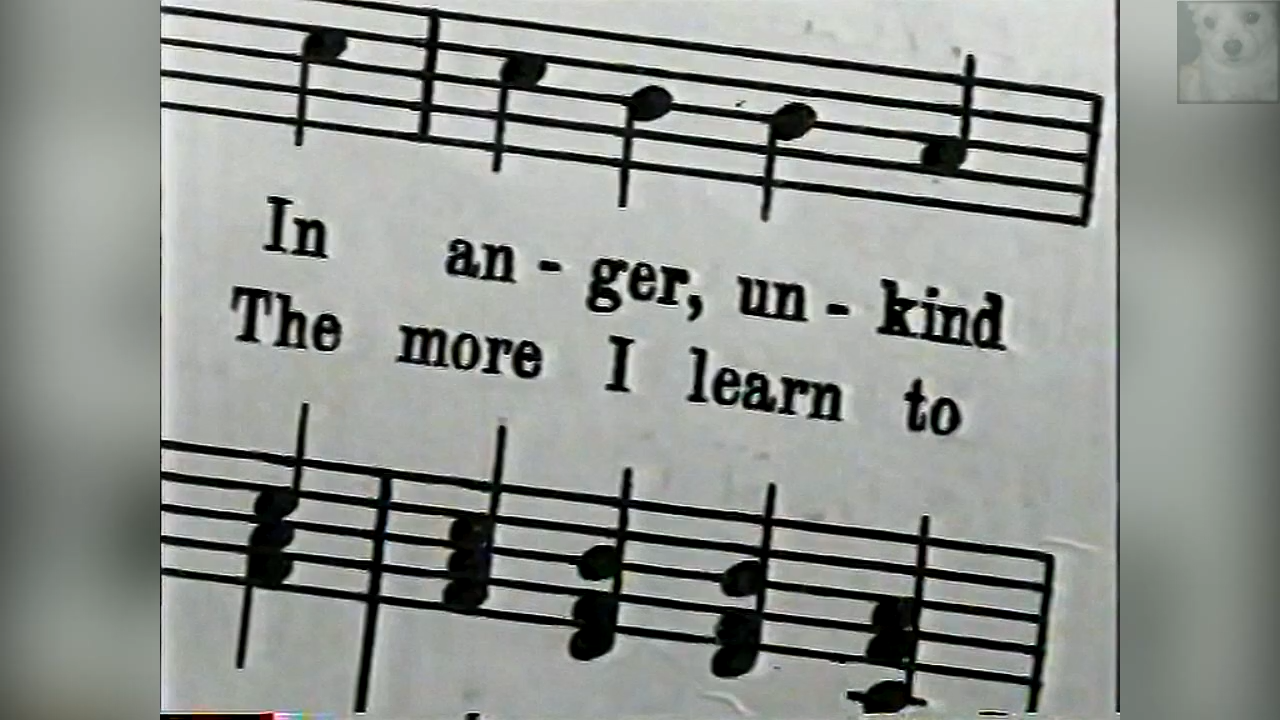 In an - ger, un - kind
The more I learn to